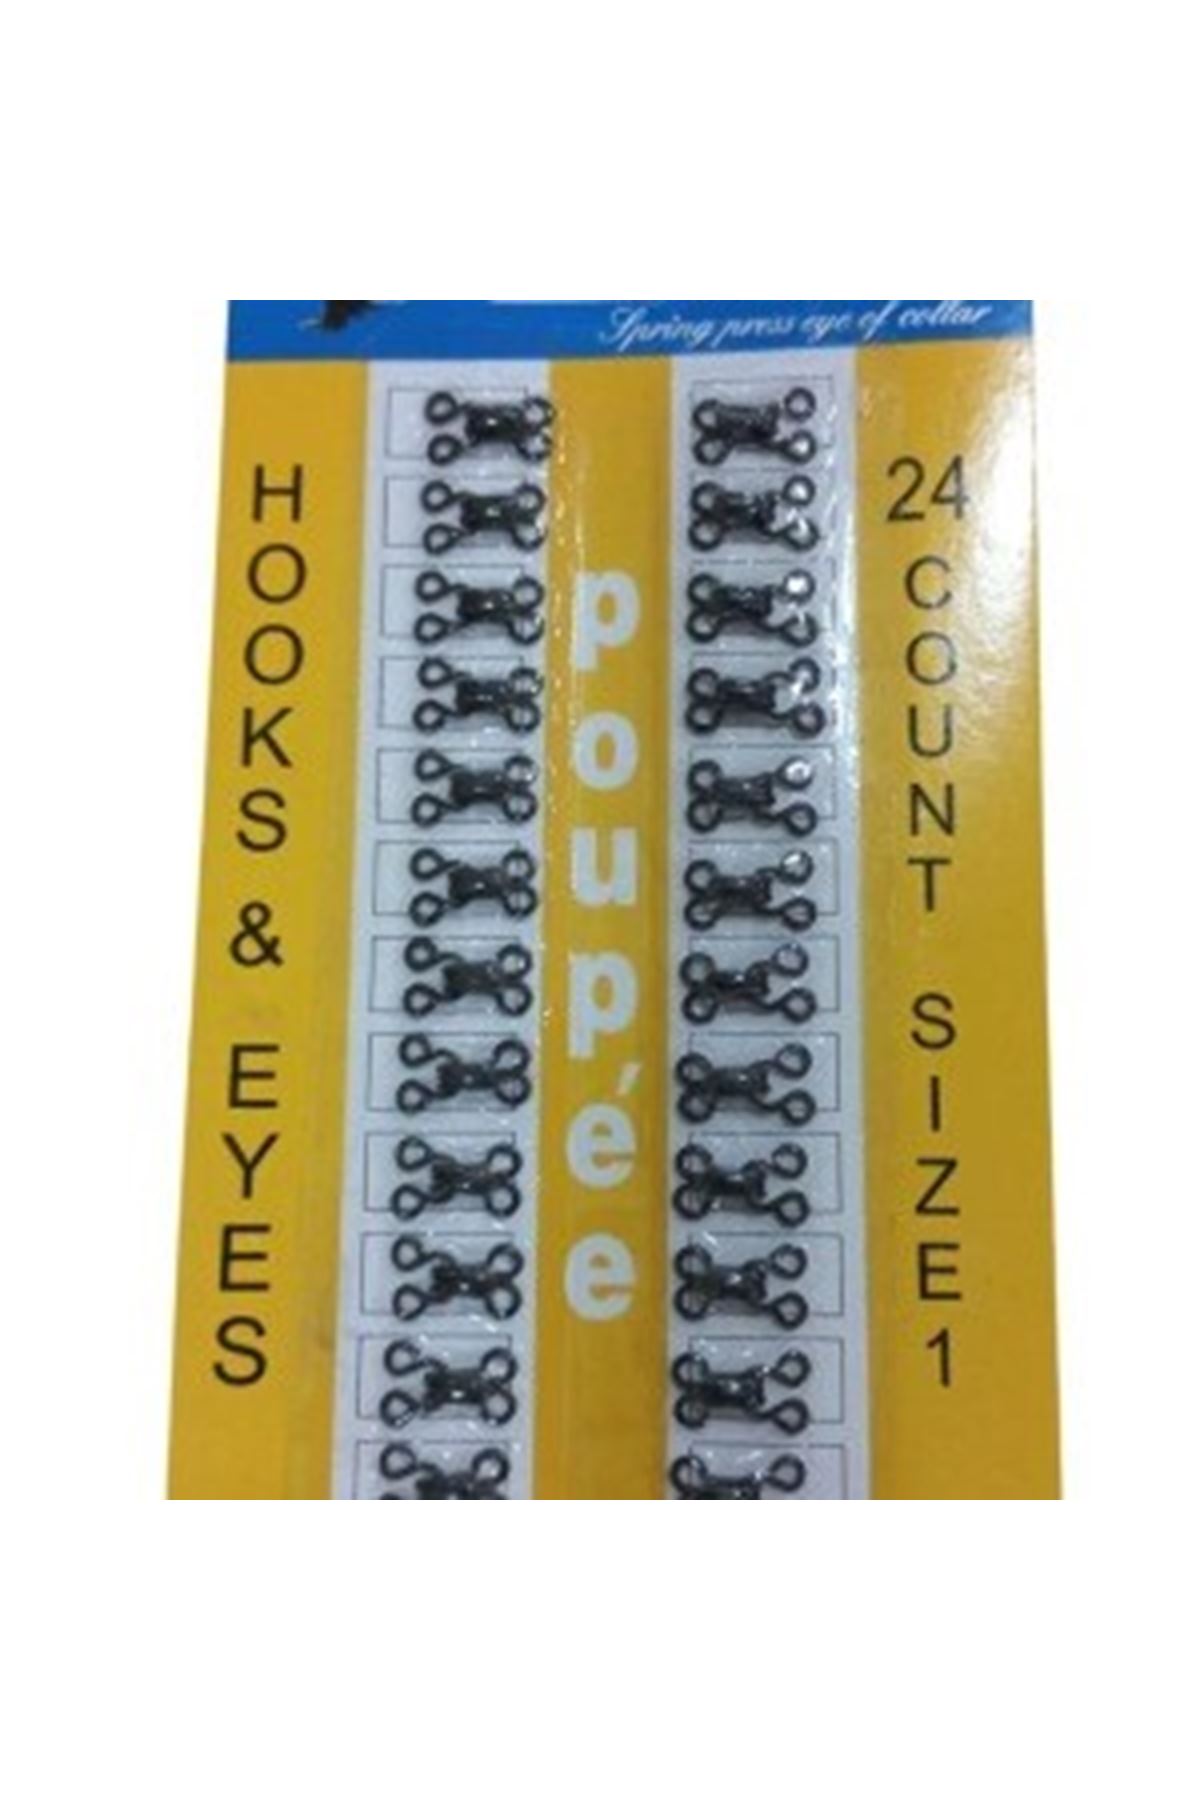 Spring press eye of collar
HOOKS & EYES
poupée
24 COUNT SIZE 1